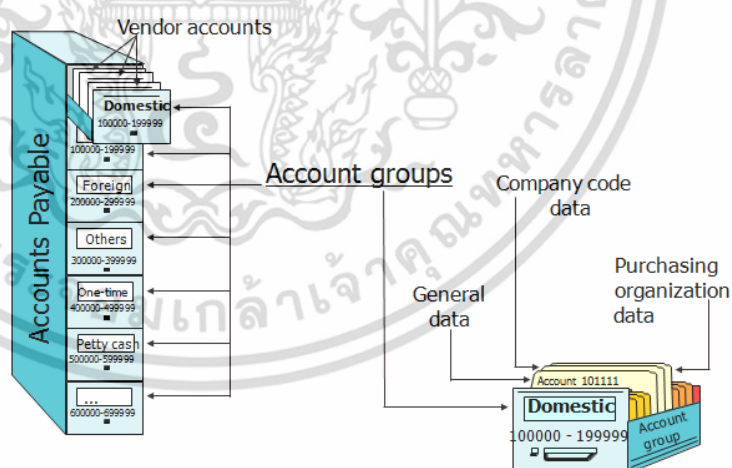 Vendor accounts
Accounts Payable
Domestic
100000-199999
100000-199999
Foreign
200000-299999
Others
300000-399999
One-time
400000-499999
Petty cash
500000-599999
...
600000-699999
Account groups
Company code
data
Purchasing
organization
data
General
data
Account 101111
Domestic
100000 - 199999
Account
group